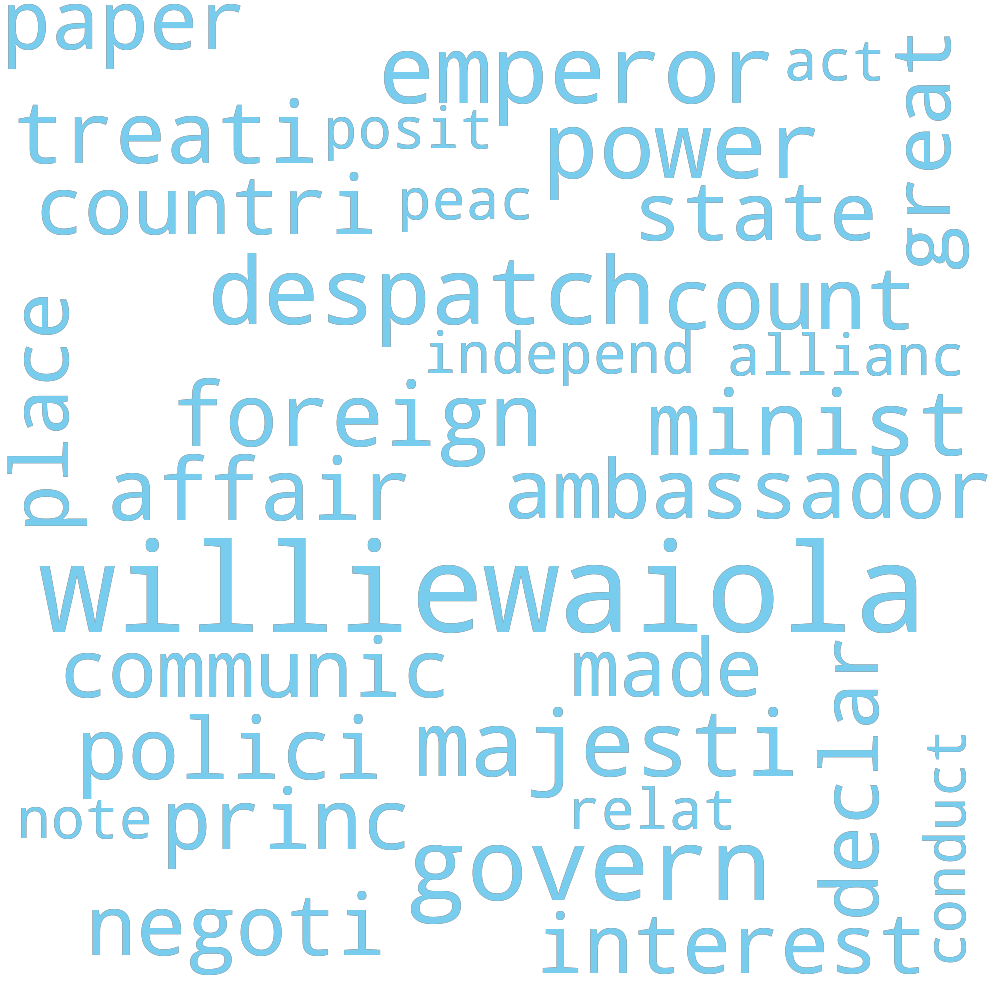 paper
emperor
act
great
treati
posit
power
countri
peac
state
despatch
count
place
independ
allianc
foreign
minist
affair
ambassador
williewaiola
communic
made
declar
polici
majesti
conduct
note
princ
relat
govern
negoti
interest